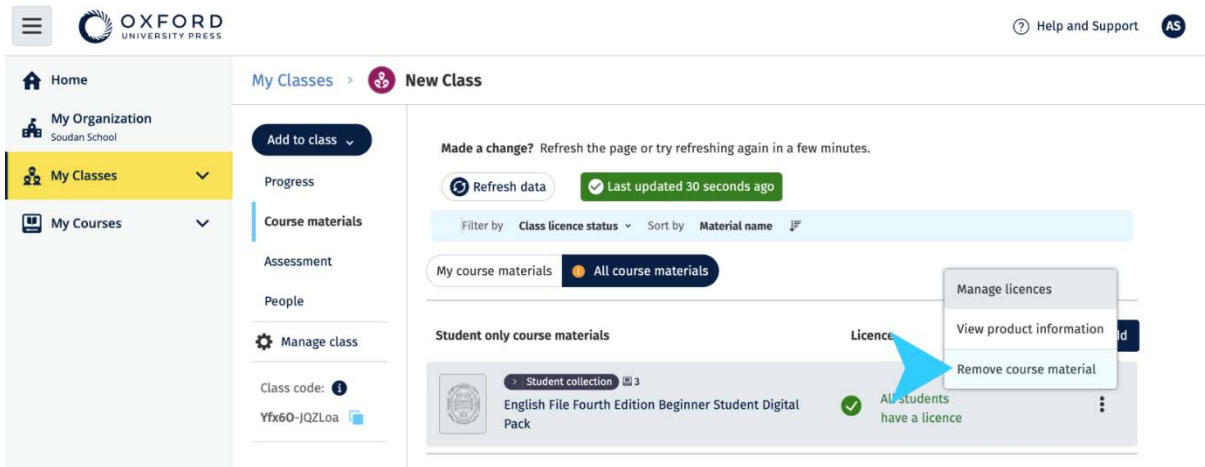 OXFORD
UNIVERSITY PRESS
Help and Support
AS
Home
My Organization
Soudan School
My Classes
My Courses
My Classes > New Class
Add to class
Progress
Course materials
Assessment
People
Manage class
Class code:
Yfx6O-JQZLoa
Made a change? Refresh the page or try refreshing again in a few minutes.
Refresh data
Last updated 30 seconds ago
Filter by Class licence status Sort by Material name
My course materials
All course materials
Manage licences
View product information
Remove course material
Student only course materials
Licence
Student collection 3
English File Fourth Edition Beginner Student Digital
Pack
All students
have a licence